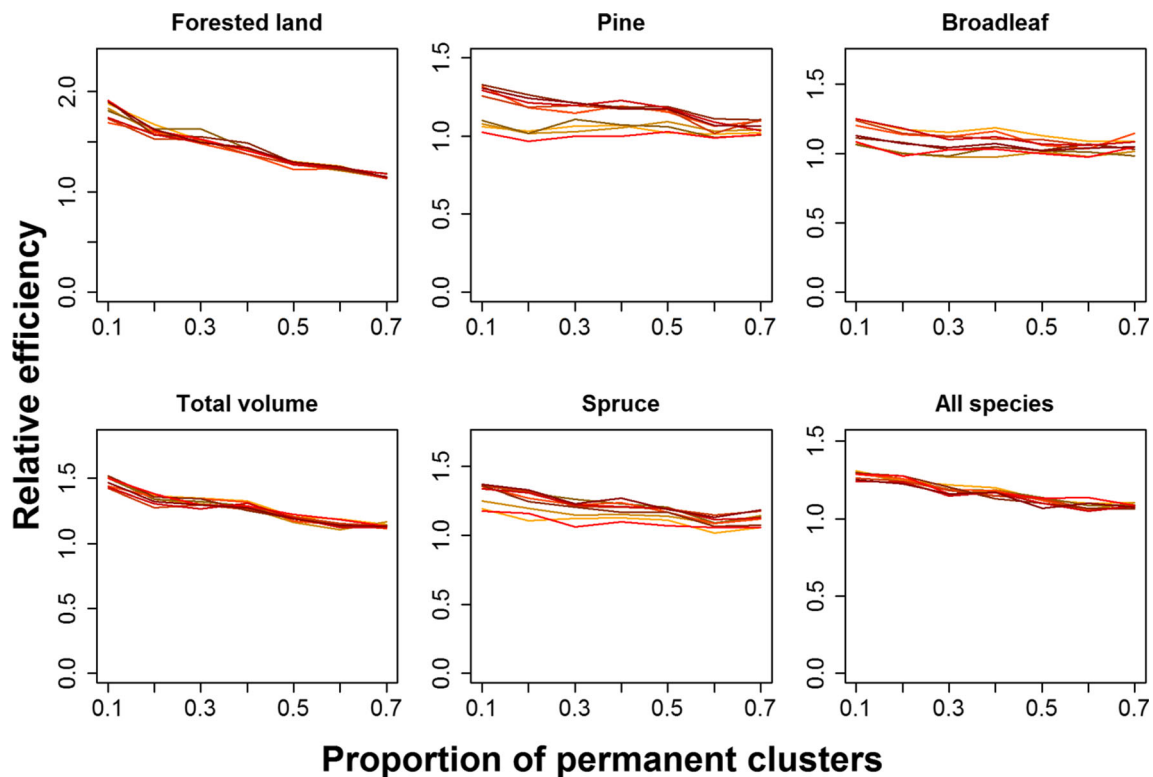 Forested land
Pine
Broadleaf
2.0
1.0
0.0
1.5
1.0
0.5
0.0
1.5
1.0
0.5
0.0
0.1 0.3 0.5 0.7
0.1 0.3 0.5 0.7
0.1 0.3 0.5 0.7
Relative efficiency
Total volume
Spruce
All species
1.5
1.0
0.5
0.0
1.5
1.0
0.5
0.0
1.5
1.0
0.5
0.0
0.1 0.3 0.5 0.7
0.1 0.3 0.5 0.7
0.1 0.3 0.5 0.7
Proportion of permanent clusters